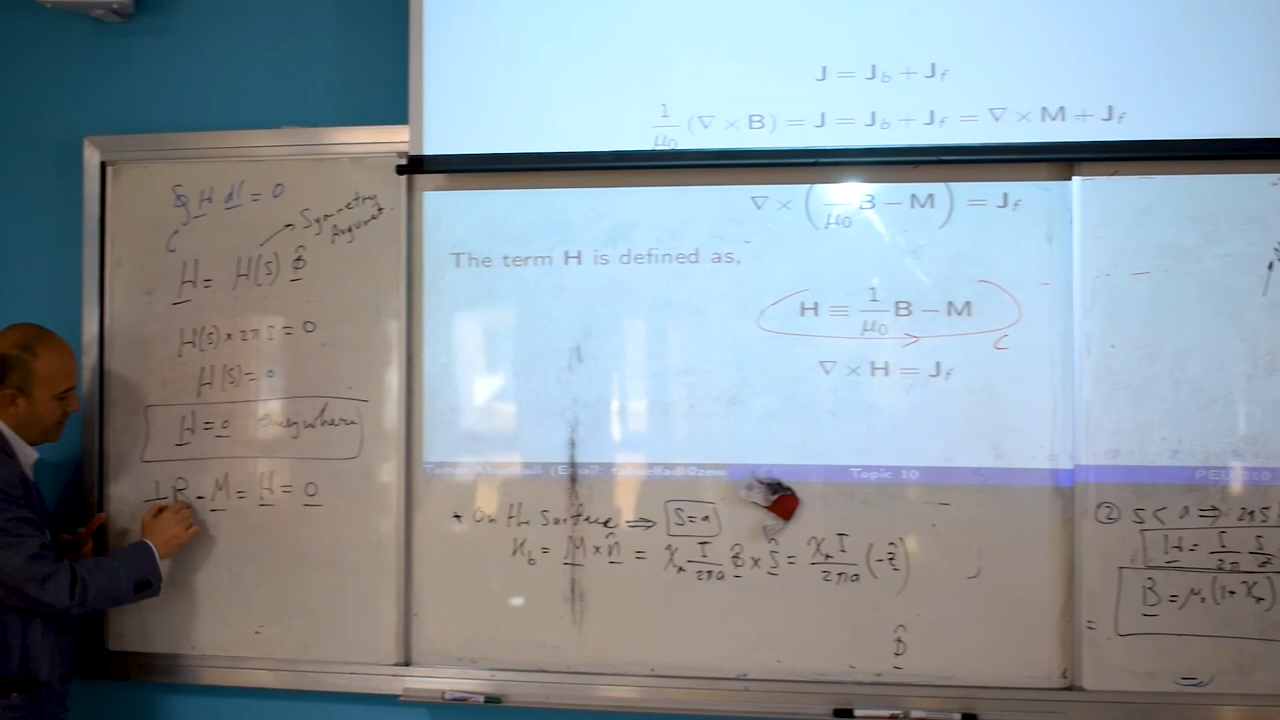 J = J_b + J_f
1/μ₀ (∇ × B) = J = J_b + J_f = ∇ × M + J_f
∇ × ( /μ₀ B − M ) = J_f
The term H is defined as,
H ≡ 1/μ₀ B − M
C
∇ × H = J_f
Topic 10
∮ H dl = 0
C
Symmetry
H = H(s) φ̂
H(s) × 2π s = 0
H(s) = 0
H = 0 everywhere
1 B − M = H = 0
* On the Surface ⇒ s = a
K_b = M × n̂ = χ_m I/2πa φ̂ × ŝ = χ_m I/2πa (−ẑ)
φ̂
② s < a ⇒
H = I/2π
B = μ₀ (1 + χ_m)
=